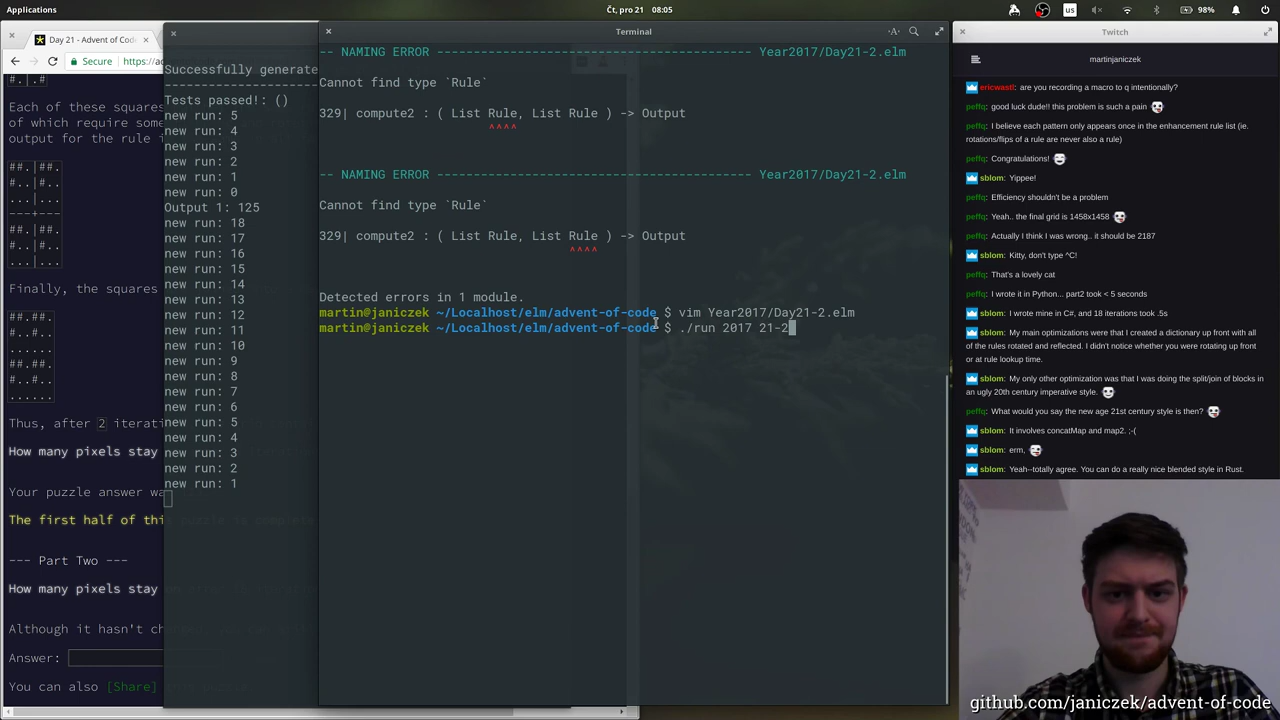 Applications
Čt, pro 21 08:05
us
98%
Day 21 - Advent of Code
Secure
https://ad
#.|.#
Each of these squares
of which require some
output for the rule i
##.|##.
#..|#..
...|...
---+---
##.|##.
#..|#..
...|...
Finally, the squares
##.##.
#..#..
......
##.##.
#..#..
......
Thus, after 2 iterati
How many pixels stay
Your puzzle answer wa
The first half of this puzzle is complete
--- Part Two ---
How many pixels stay
Although it hasn't ch
Answer:
You can also [Share]
Successfully generate
Tests passed!: ()
new run: 5
new run: 4
new run: 3
new run: 2
new run: 1
new run: 0
Output 1: 125
new run: 18
new run: 17
new run: 16
new run: 15
new run: 14
new run: 13
new run: 12
new run: 11
new run: 10
new run: 9
new run: 8
new run: 7
new run: 6
new run: 5
new run: 4
new run: 3
new run: 2
new run: 1
Terminal
-- NAMING ERROR ------------------------------------------- Year2017/Day21-2.elm
Cannot find type `Rule`
329| compute2 : ( List Rule, List Rule ) -> Output
^^^^
-- NAMING ERROR ------------------------------------------- Year2017/Day21-2.elm
Cannot find type `Rule`
329| compute2 : ( List Rule, List Rule ) -> Output
^^^^
Detected errors in 1 module.
martin@janiczek ~/Localhost/elm/advent-of-code $ vim Year2017/Day21-2.elm
martin@janiczek ~/Localhost/elm/advent-of-code $ ./run 2017 21-2
Twitch
martinjaniczek
ericwastl: are you recording a macro to q intentionally?
peffq: good luck dude!! this problem is such a pain
peffq: I believe each pattern only appears once in the enhancement rule list (ie.
rotations/flips of a rule are never also a rule)
peffq: Congratulations!
sblom: Yippee!
peffq: Efficiency shouldn't be a problem
peffq: Yeah.. the final grid is 1458x1458
peffq: Actually I think I was wrong.. it should be 2187
sblom: Kitty, don't type ^C!
peffq: That's a lovely cat
peffq: I wrote it in Python... part2 took < 5 seconds
sblom: I wrote mine in C#, and 18 iterations took .5s
sblom: My main optimizations were that I created a dictionary up front with all
of the rules rotated and reflected. I didn't notice whether you were rotating up front
or at rule lookup time.
sblom: My only other optimization was that I was doing the split/join of blocks in
an ugly 20th century imperative style.
peffq: What would you say the new age 21st century style is then?
sblom: It involves concatMap and map2. ;-(
sblom: erm,
sblom: Yeah--totally agree. You can do a really nice blended style in Rust.
github.com/janiczek/advent-of-code